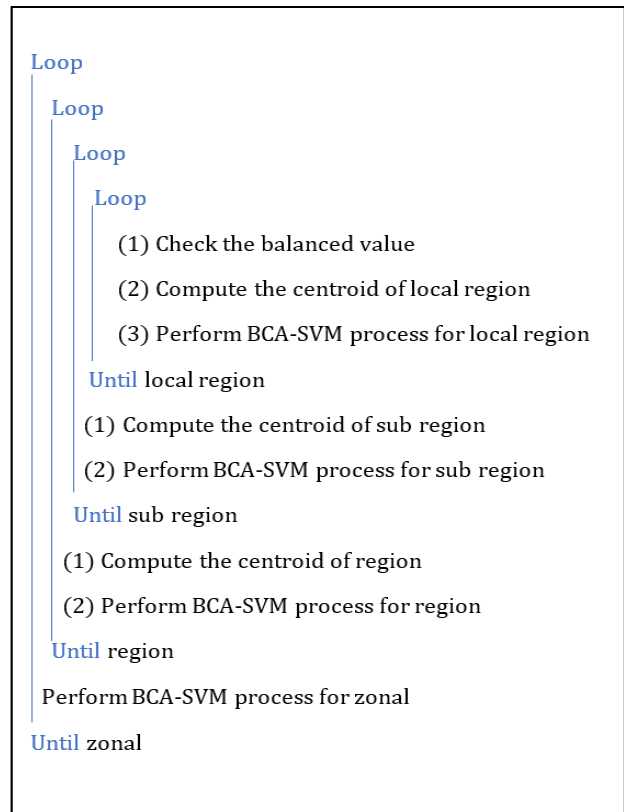 Loop
Loop
Loop
Loop
(1) Check the balanced value
(2) Compute the centroid of local region
(3) Perform BCA-SVM process for local region
Until local region
(1) Compute the centroid of sub region
(2) Perform BCA-SVM process for sub region
Until sub region
(1) Compute the centroid of region
(2) Perform BCA-SVM process for region
Until region
Perform BCA-SVM process for zonal
Until zonal